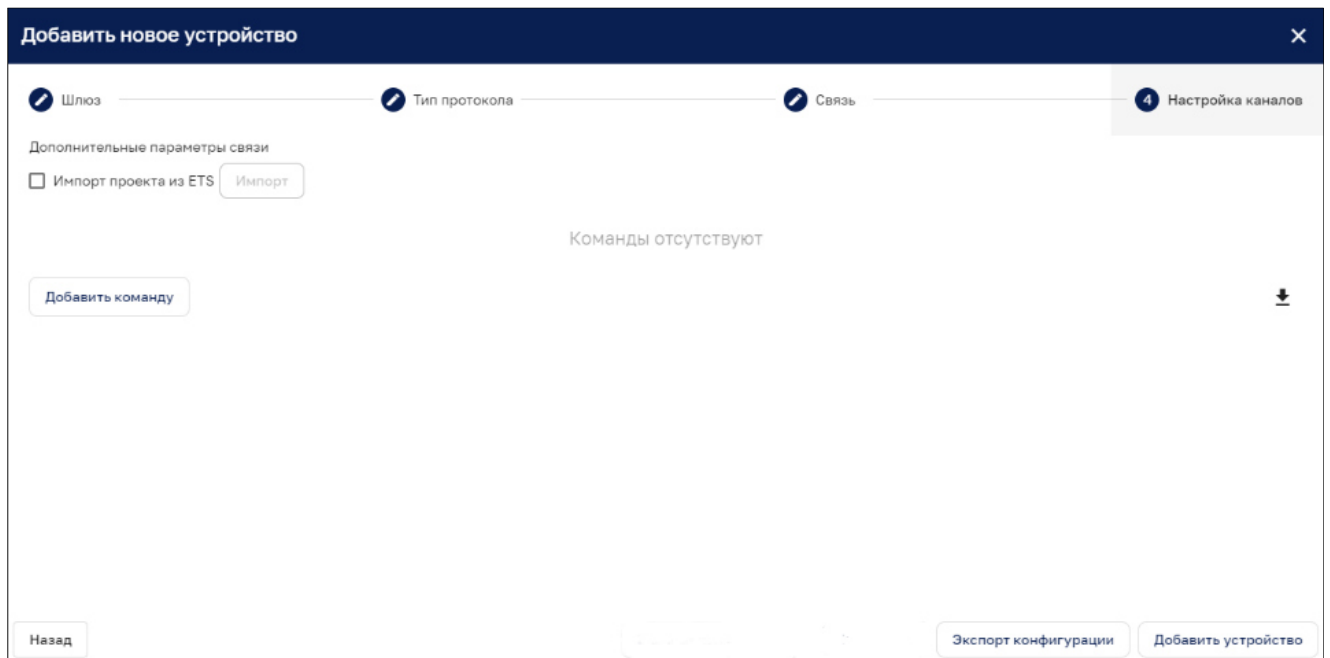 Добавить новое устройство
Шлюз Тип протокола Связь 4 Настройка каналов
Дополнительные параметры связи
Импорт проекта из ETS Импорт
Команды отсутствуют
Добавить команду
Назад Экспорт конфигурации Добавить устройство